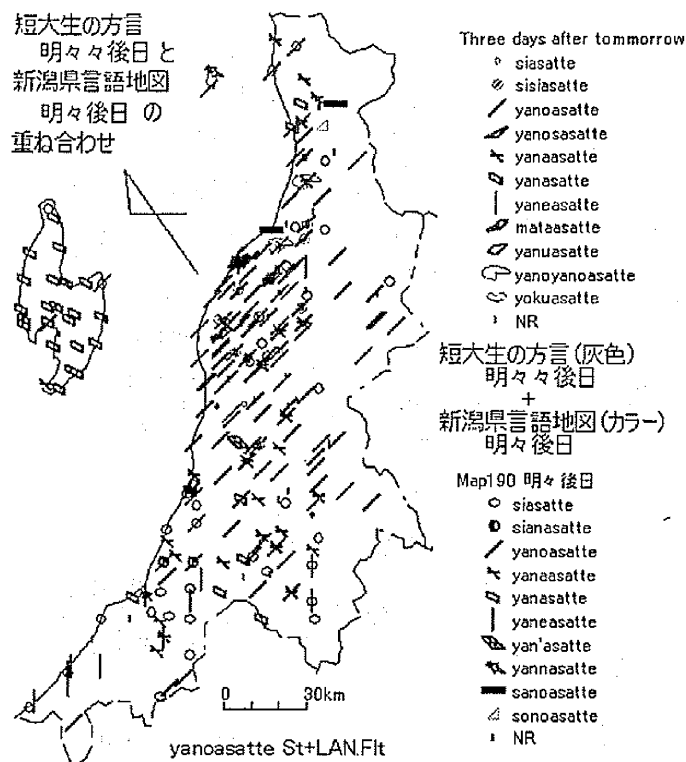 短大生の方言
明々々後日と
新潟県言語地図
明々後日 の
重ね合わせ
Three days after tommorrow
siasatte
sisiasatte
yanoasatte
yanosasatte
yanaasatte
yanasatte
yaneasatte
mataasatte
yanuasatte
yanoyanoasatte
yokuasatte
NR
短大生の方言(灰色)
明々々後日
+
新潟県言語地図(カラー)
明々後日
Map190 明々後日
siasatte
sianasatte
yanoasatte
yanaasatte
yanasatte
yaneasatte
yan'asatte
yannasatte
sanoasatte
sonoasatte
NR
0 30km
yanoasatte St+LAN.Flt